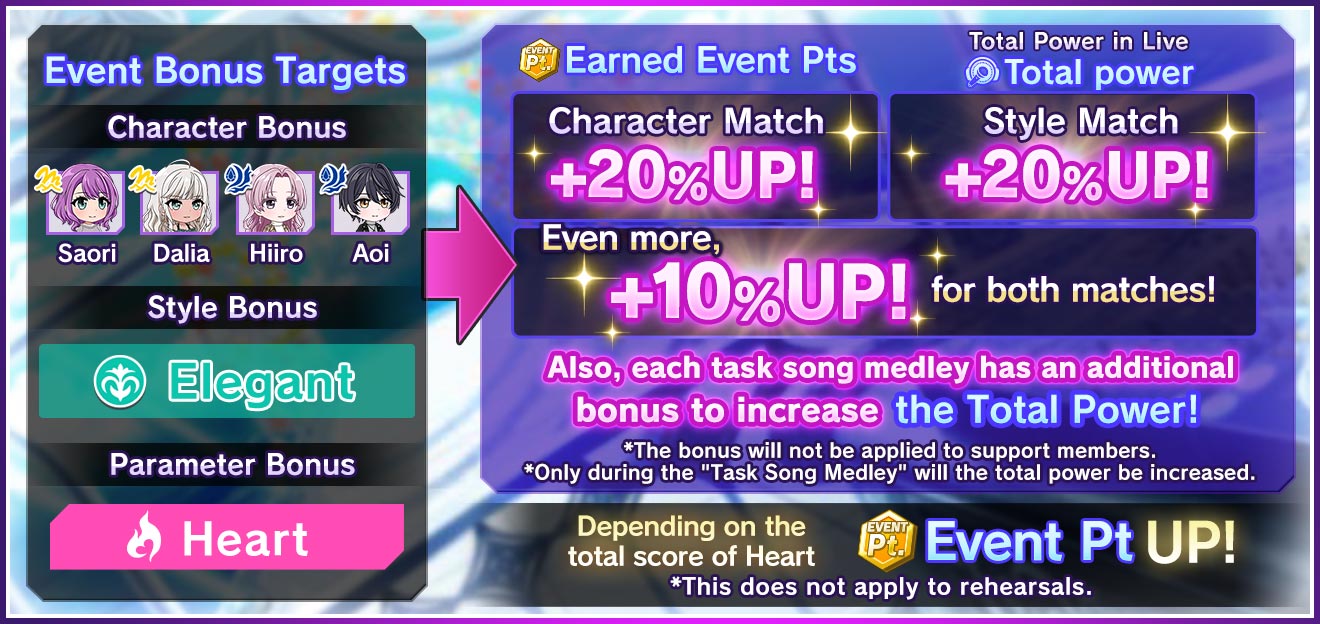 Event Bonus Targets
Character Bonus
Saori
Dalia
Hiiro
Aoi
Style Bonus
Elegant
Parameter Bonus
Heart
EVENT Pt. Earned Event Pts
Total Power in Live
Total power
Character Match
+20%UP!
Style Match
+20%UP!
Even more,
+10%UP! for both matches!
Also, each task song medley has an additional
bonus to increase the Total Power!
*The bonus will not be applied to support members.
*Only during the "Task Song Medley" will the total power be increased.
Depending on the
total score of Heart
EVENT Pt. Event Pt UP!
*This does not apply to rehearsals.